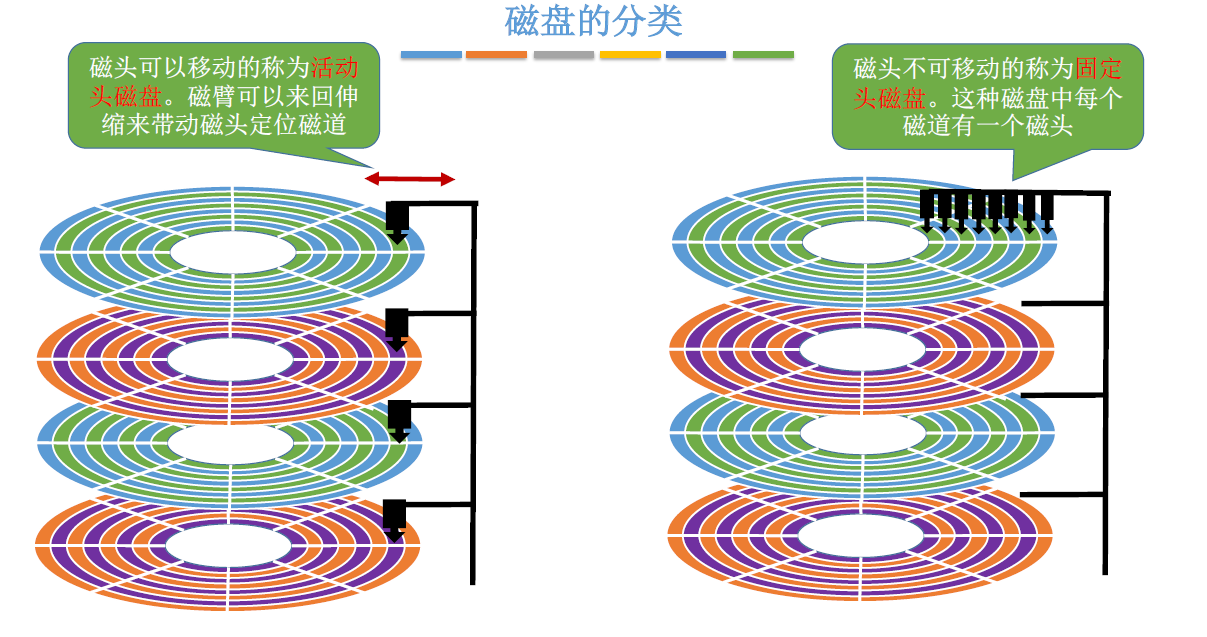 磁盘的分类
磁头可以移动的称为活动
头磁盘。磁臂可以来回伸
缩来带动磁头定位磁道
磁头不可移动的称为固定
头磁盘。这种磁盘中每个
磁道有一个磁头